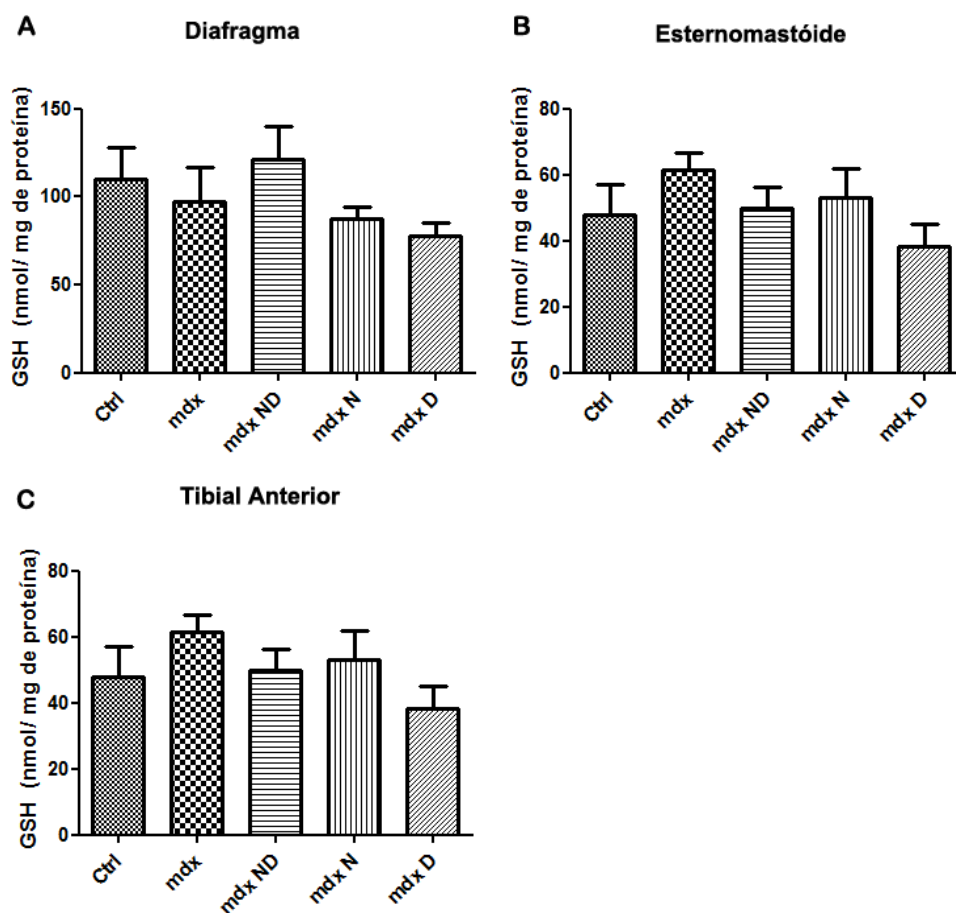 A
Diafragma
GSH (nmol/ mg de proteína)
150
100
50
0
Ctrl
mdx
mdx ND
mdx N
mdx D
B
Esternomastóide
GSH (nmol/ mg de proteína)
80
60
40
20
0
Ctrl
mdx
mdx ND
mdx N
mdx D
C
Tibial Anterior
GSH (nmol/ mg de proteína)
80
60
40
20
0
Ctrl
mdx
mdx ND
mdx N
mdx D